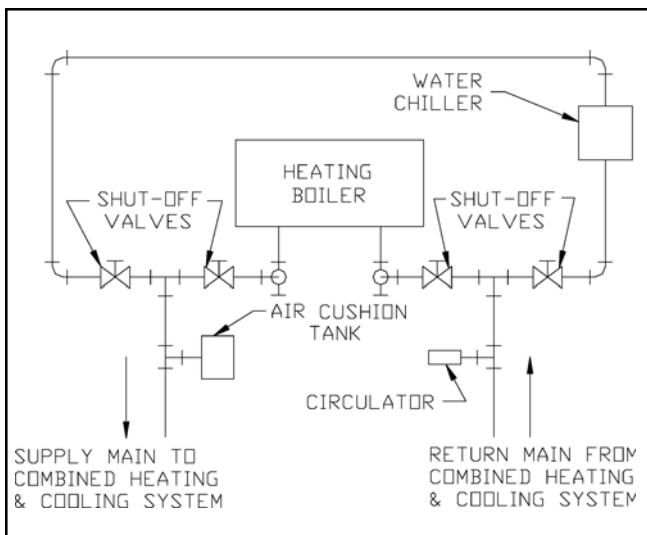 WATER
CHILLER
HEATING
BOILER
SHUT-OFF
VALVES
SHUT-OFF
VALVES
AIR CUSHION
TANK
CIRCULATOR
SUPPLY MAIN TO
COMBINED HEATING
& COOLING SYSTEM
RETURN MAIN FROM
COMBINED HEATING
& COOLING SYSTEM